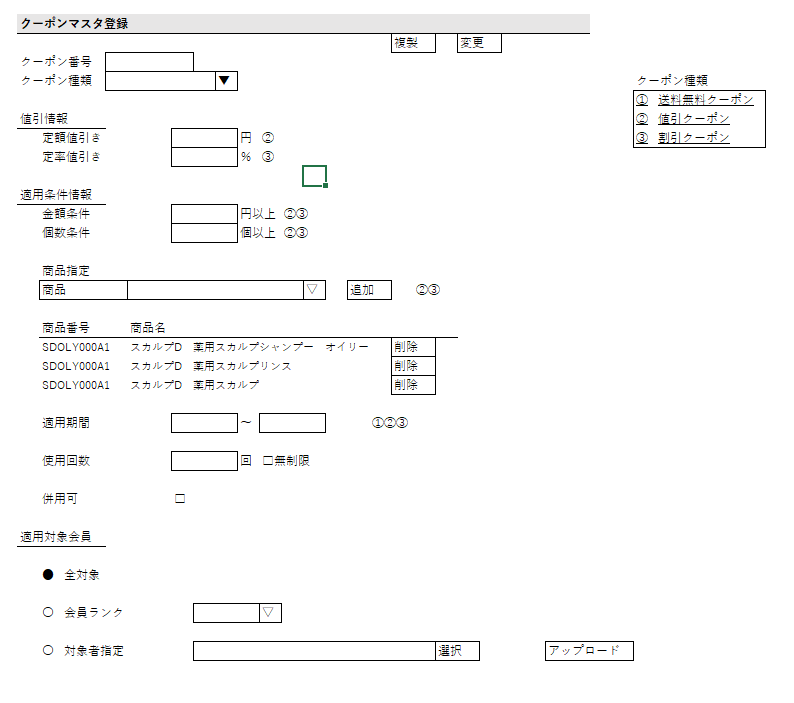 クーポンマスタ登録
複製 変更
クーポン番号
クーポン種類 ▼
クーポン種類
① 送料無料クーポン
② 値引クーポン
③ 割引クーポン
値引情報
定額値引き 円 ②
定率値引き % ③
適用条件情報
金額条件 円以上 ②③
個数条件 個以上 ②③
商品指定
商品 ▽ 追加 ②③
商品番号 商品名
SDOLY000A1 スカルプD 薬用スカルプシャンプー オイリー 削除
SDOLY000A1 スカルプD 薬用スカルプリンス 削除
SDOLY000A1 スカルプD 薬用スカルプ 削除
適用期間 ～ ①②③
使用回数 回 □無制限
併用可 □
適用対象会員
● 全対象
○ 会員ランク ▽
○ 対象者指定 選択 アップロード